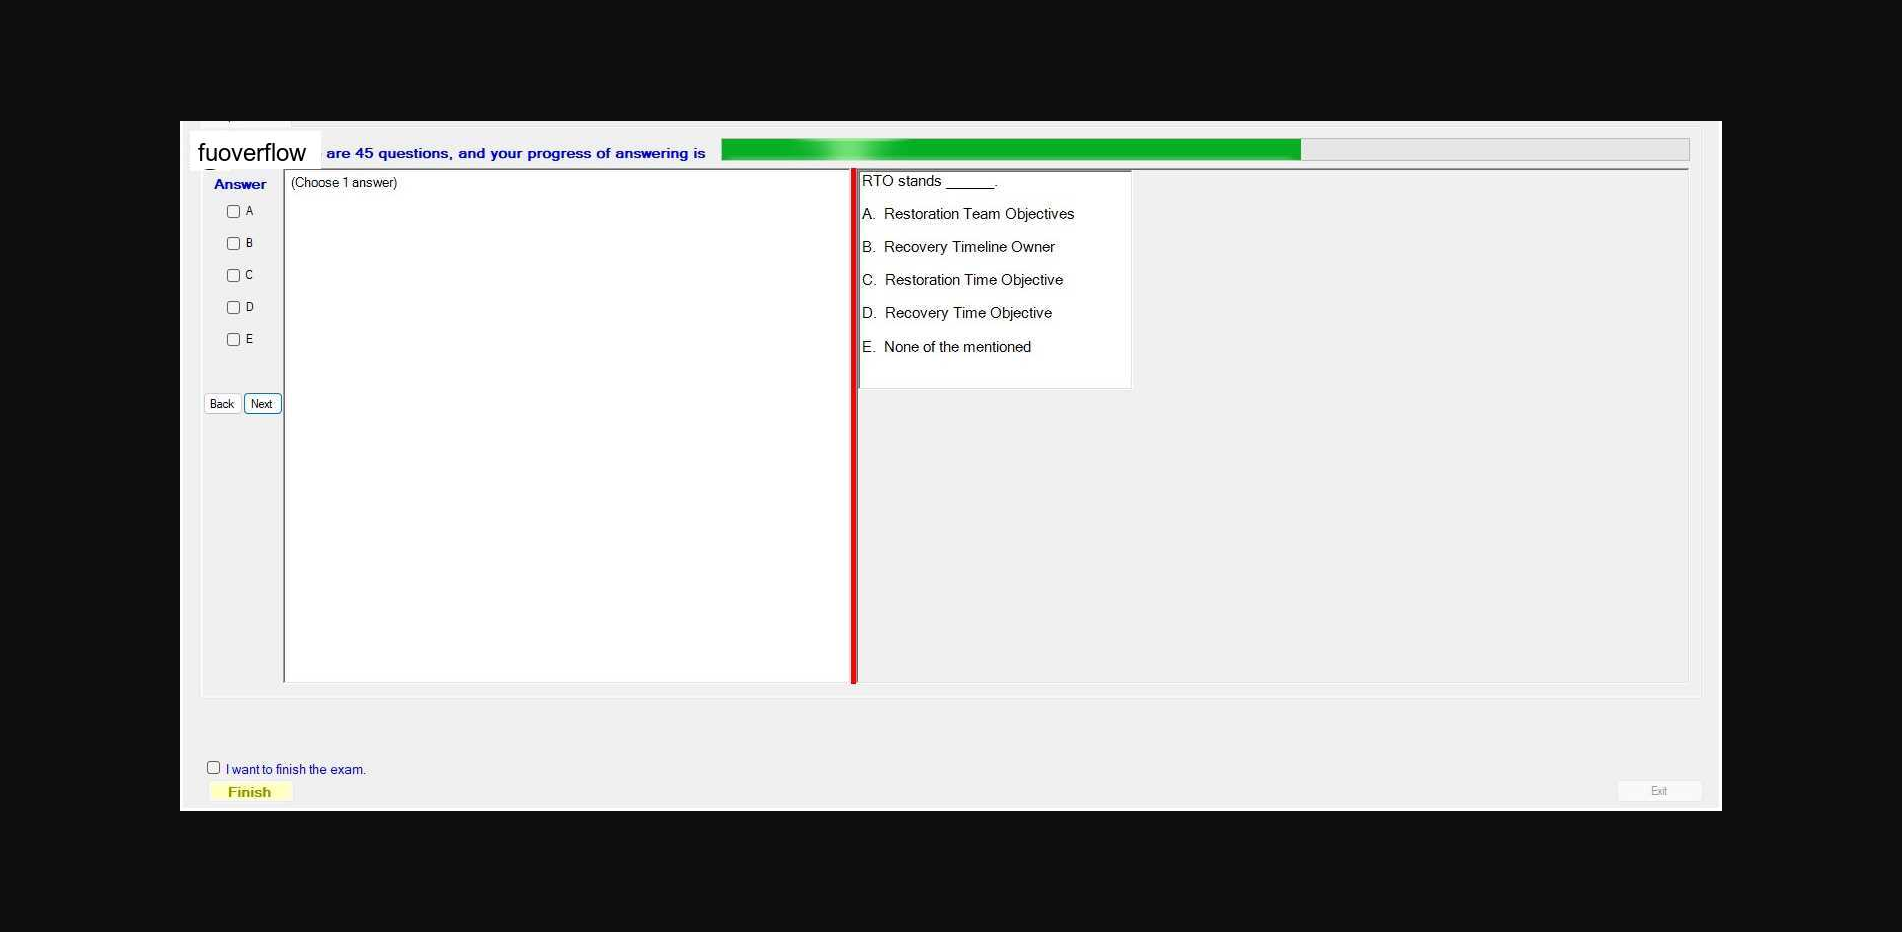 fuoverflow are 45 questions, and your progress of answering is
Answer
A
B
C
D
E
Back Next
(Choose 1 answer)
RTO stands ______.
A. Restoration Team Objectives
B. Recovery Timeline Owner
C. Restoration Time Objective
D. Recovery Time Objective
E. None of the mentioned
I want to finish the exam.
Finish
Exit